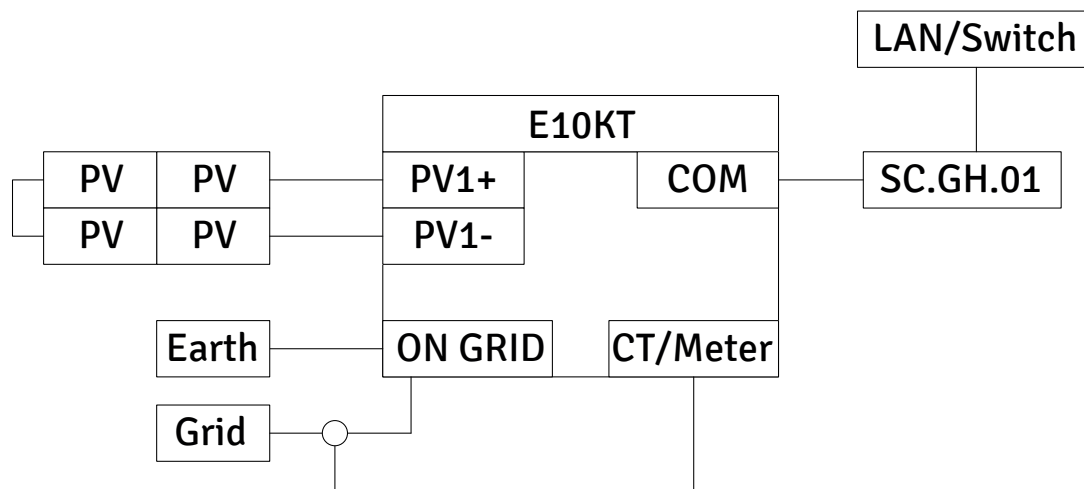 LAN/Switch
E10KT
PV PV PV1+ COM SC.GH.01
PV PV PV1-
Earth ON GRID CT/Meter
Grid